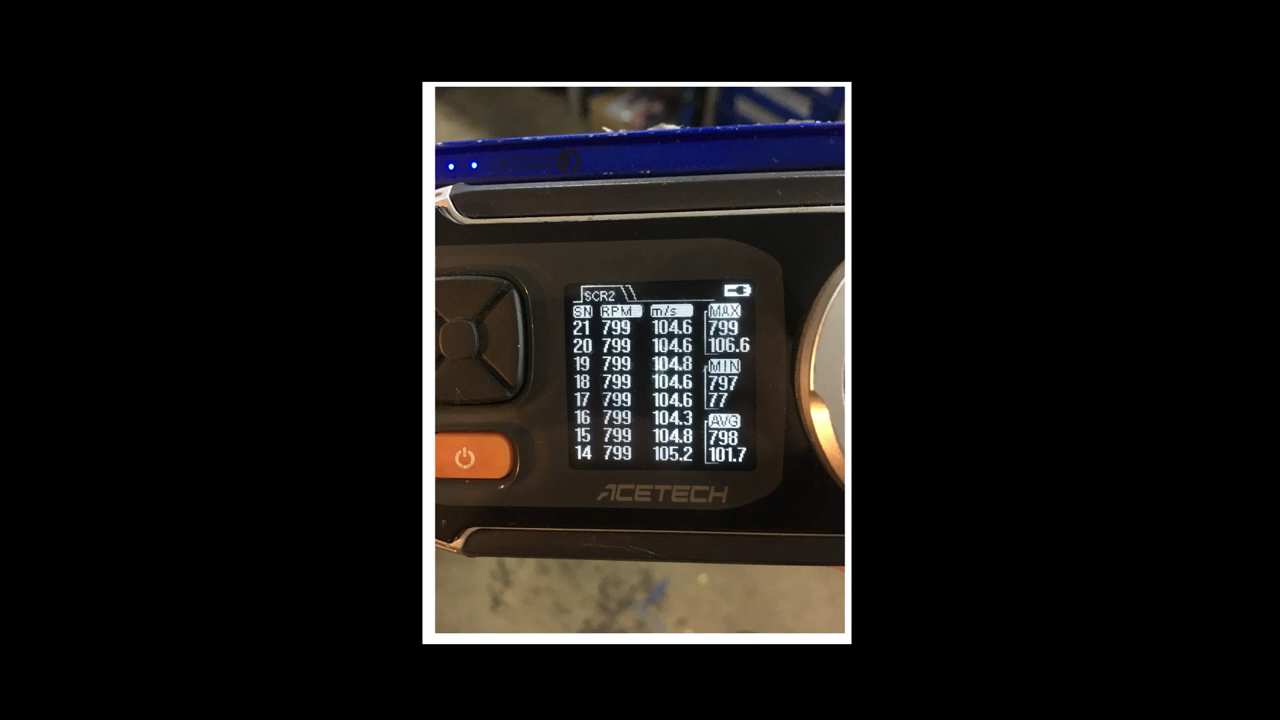 SCR2
SN RPM m/s MAX
21 799 104.6 799
20 799 104.6 106.6
19 799 104.8 MIN
18 799 104.6 797
17 799 104.6 77
16 799 104.3 AVG
15 799 104.8 798
14 799 105.2 101.7
ACETECH